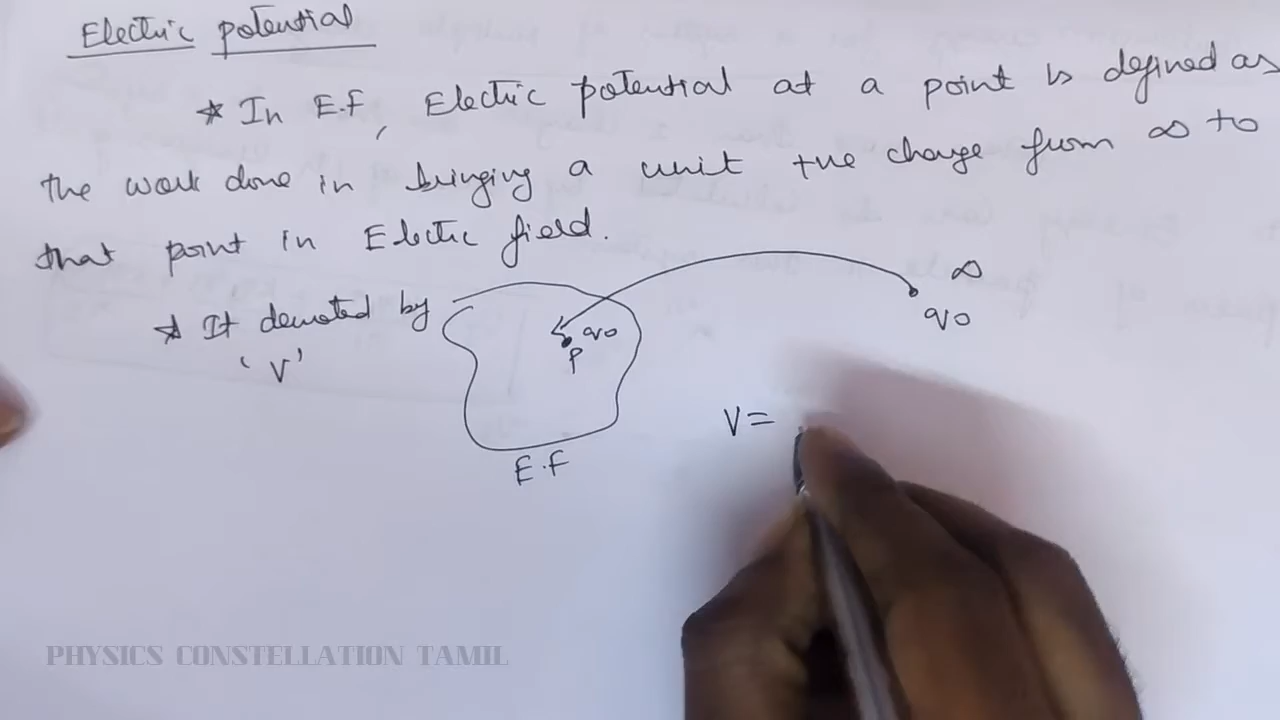 Electric potential
* In E.F, Electric potential at a point is defined as
the work done in bringing a unit +ve charge from ∞ to
that point in Electric field.
* It denoted by
'V'
∞
q0
q0
P
V=
E.F
PHYSICS CONSTELLATION TAMIL